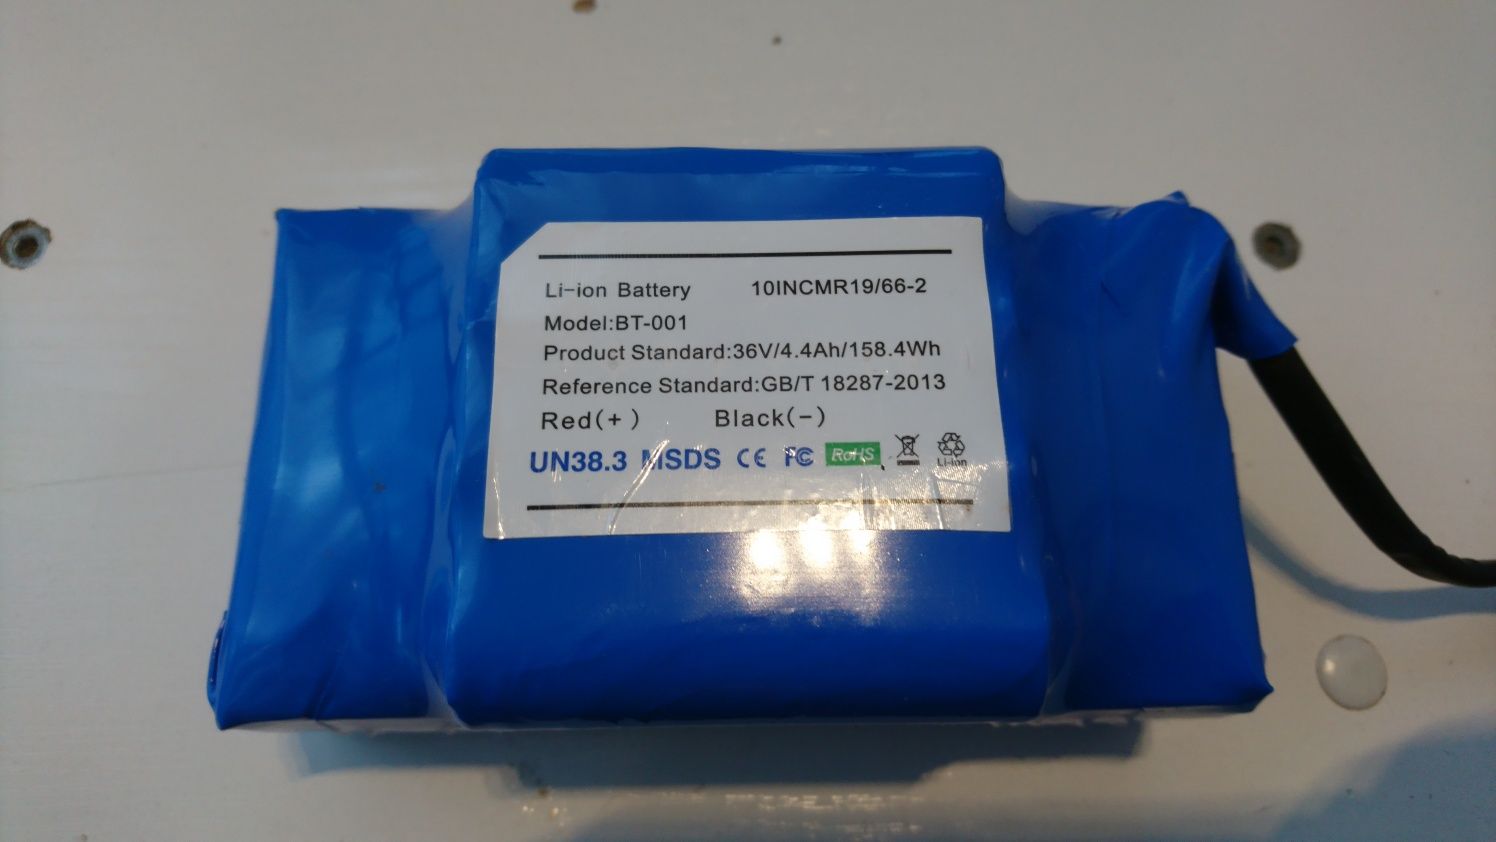 Li-ion Battery 10INCMR19/66-2
Model:BT-001
Product Standard:36V/4.4Ah/158.4Wh
Reference Standard:GB/T 18287-2013
Red(+) Black(-)
UN38.3 MSDS CE FC RoHS
Li-ion